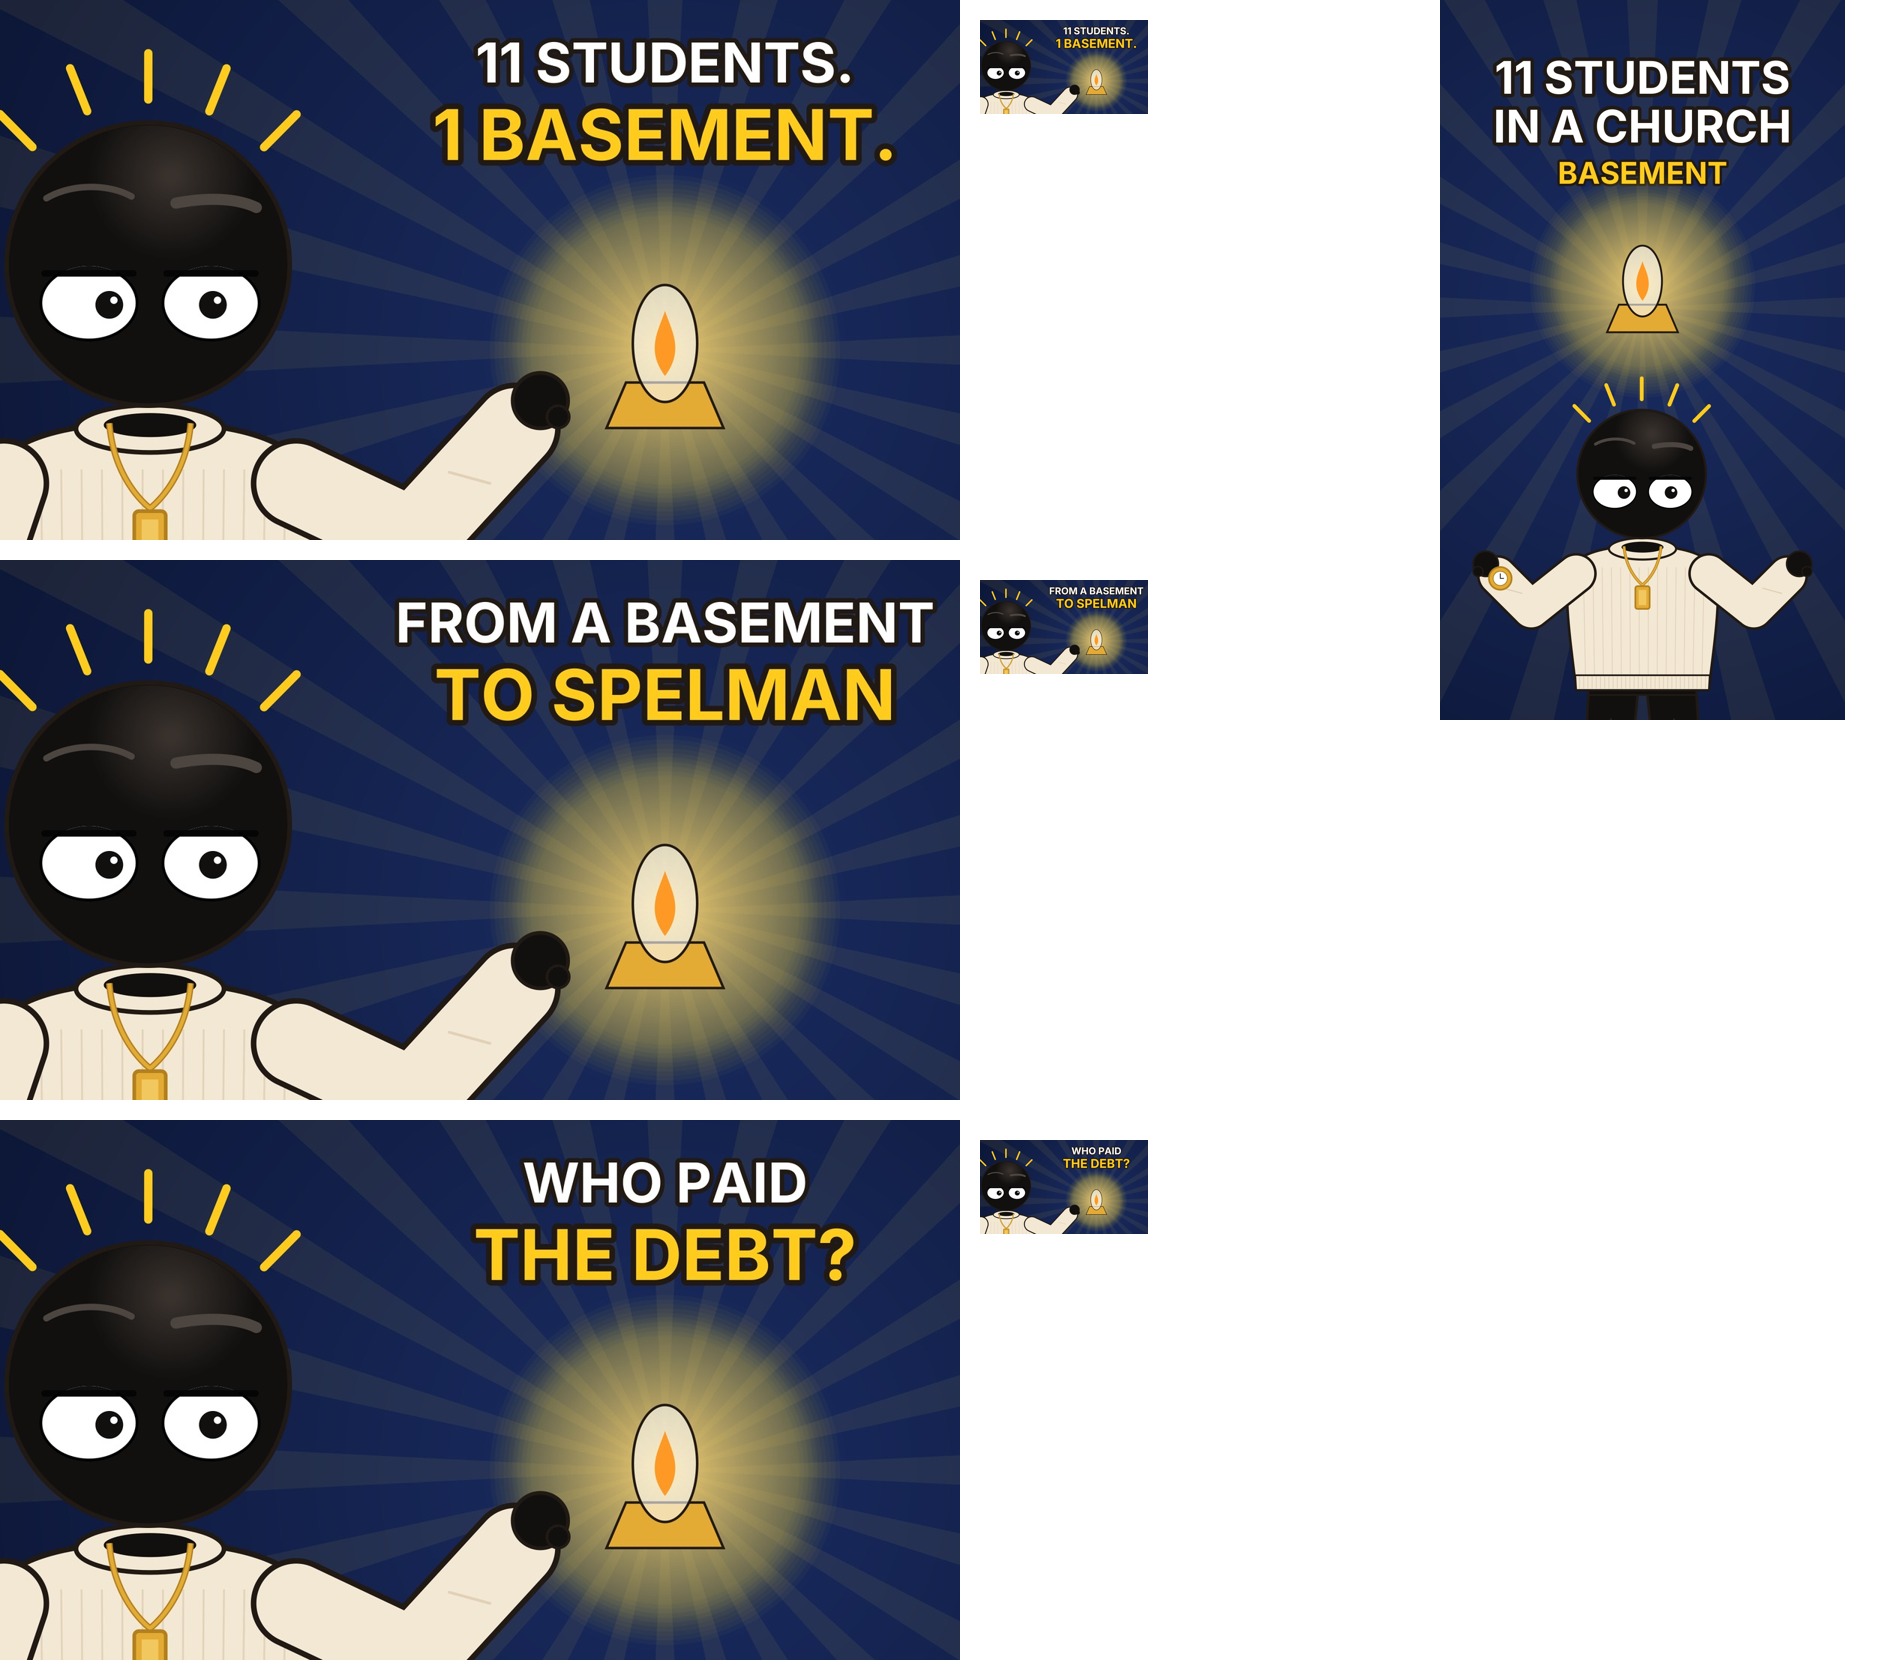 11 STUDENTS.
1 BASEMENT.
11 STUDENTS.
1 BASEMENT.
11 STUDENTS
IN A CHURCH
BASEMENT
FROM A BASEMENT
TO SPELMAN
FROM A BASEMENT
TO SPELMAN
WHO PAID
THE DEBT?
WHO PAID
THE DEBT?